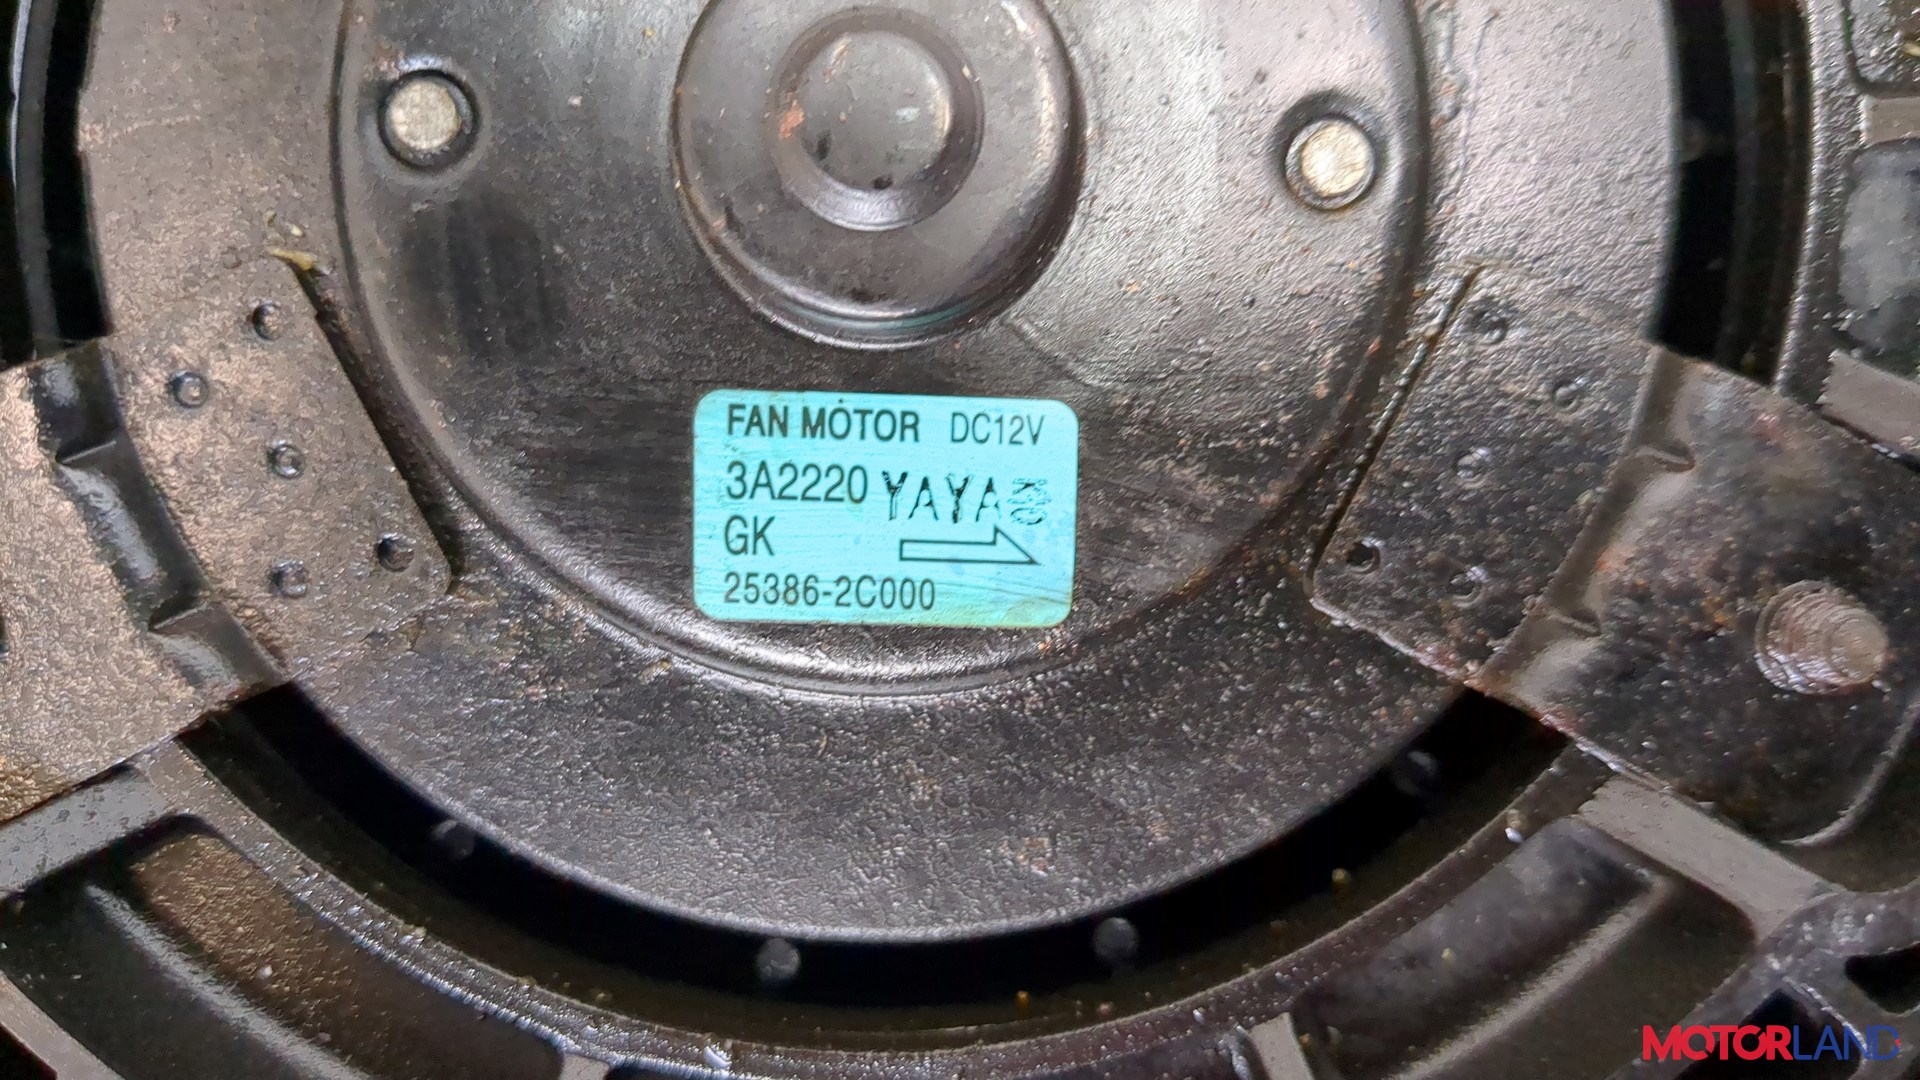 FAN MOTOR DC12V
3A2220 YAYA
GK
25386-2C000
MOTORLAND